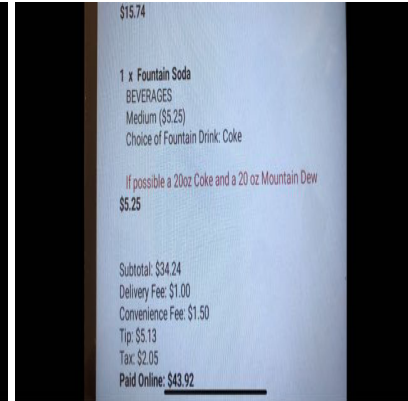 $15.74
1 x Fountain Soda
BEVERAGES
Medium ($5.25)
Choice of Fountain Drink: Coke
If possible a 20oz Coke and a 20 oz Mountain Dew
$5.25
Subtotal: $34.24
Delivery Fee: $1.00
Convenience Fee: $1.50
Tip: $5.13
Tax: $2.05
Paid Online: $43.92